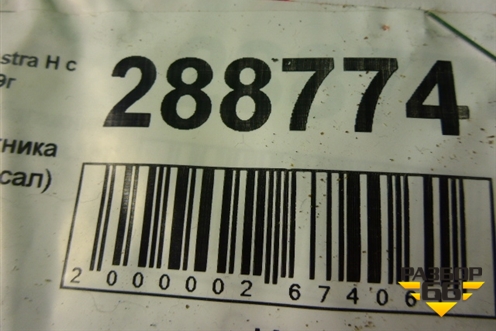 stra H с
9г
288774
тника
сал)
2 000002 67406
РАЗБОР
66